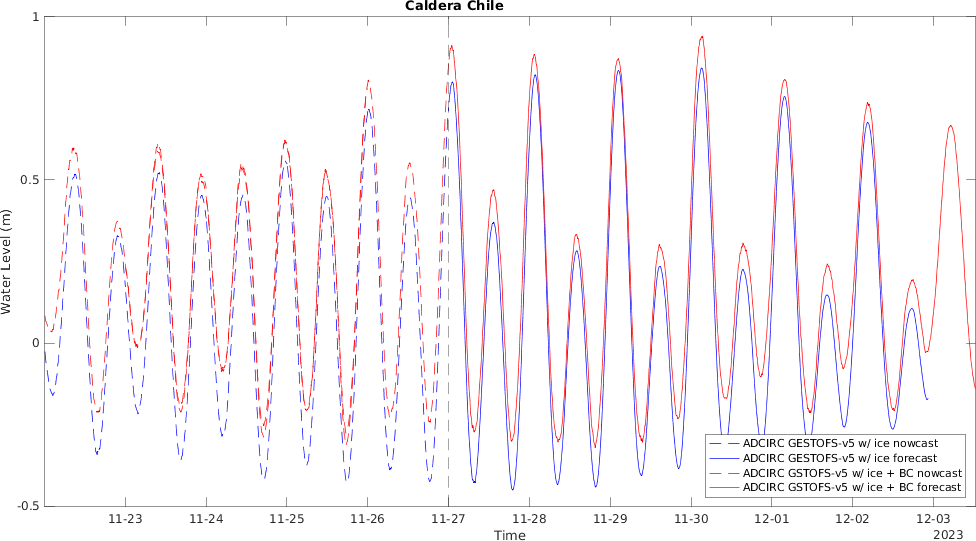 Caldera Chile
1
0.5
0
-0.5
Water Level (m)
ADCIRC GESTOFS-v5 w/ ice nowcast
ADCIRC GESTOFS-v5 w/ ice forecast
ADCIRC GSTOFS-v5 w/ ice + BC nowcast
ADCIRC GSTOFS-v5 w/ ice + BC forecast
11-23 11-24 11-25 11-26 11-27 11-28 11-29 11-30 12-01 12-02 12-03
Time
2023